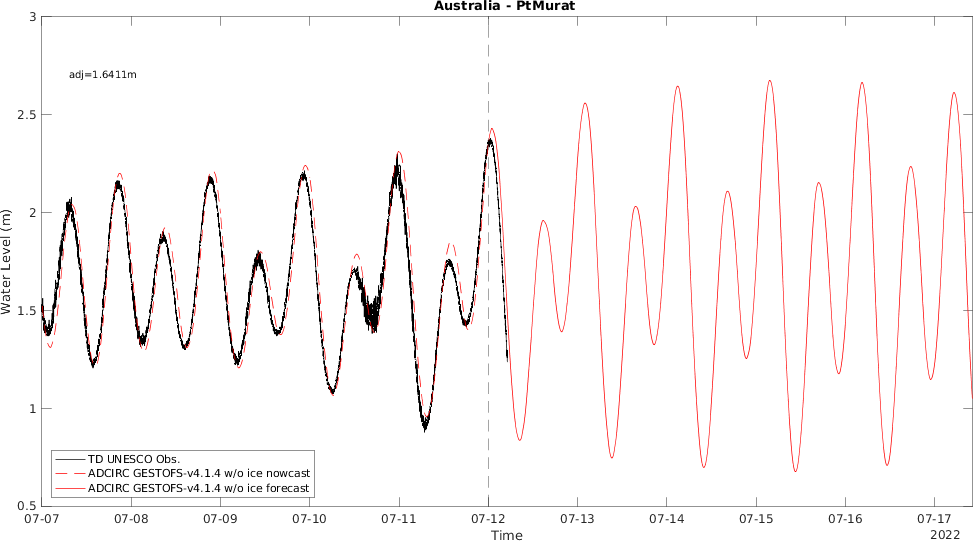 Australia - PtMurat
3
2.5
2
1.5
1
0.5
Water Level (m)
adj=1.6411m
TD UNESCO Obs.
ADCIRC GESTOFS-v4.1.4 w/o ice nowcast
ADCIRC GESTOFS-v4.1.4 w/o ice forecast
07-07 07-08 07-09 07-10 07-11 07-12 07-13 07-14 07-15 07-16 07-17
Time
2022